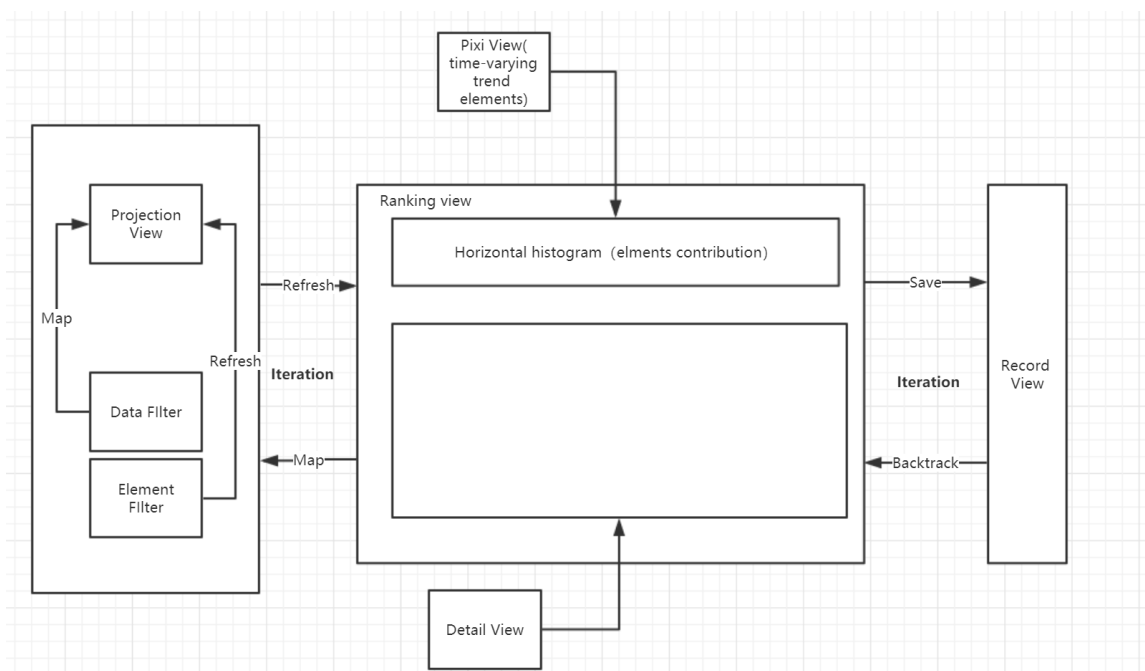 Pixi View(
time-varying
trend
elements)
Projection
View
Map
Refresh
Data FIlter
Element
FIlter
Refresh
Iteration
Map
Ranking view
Horizontal histogram（elments contribution）
Detail View
Save
Iteration
Backtrack
Record
View